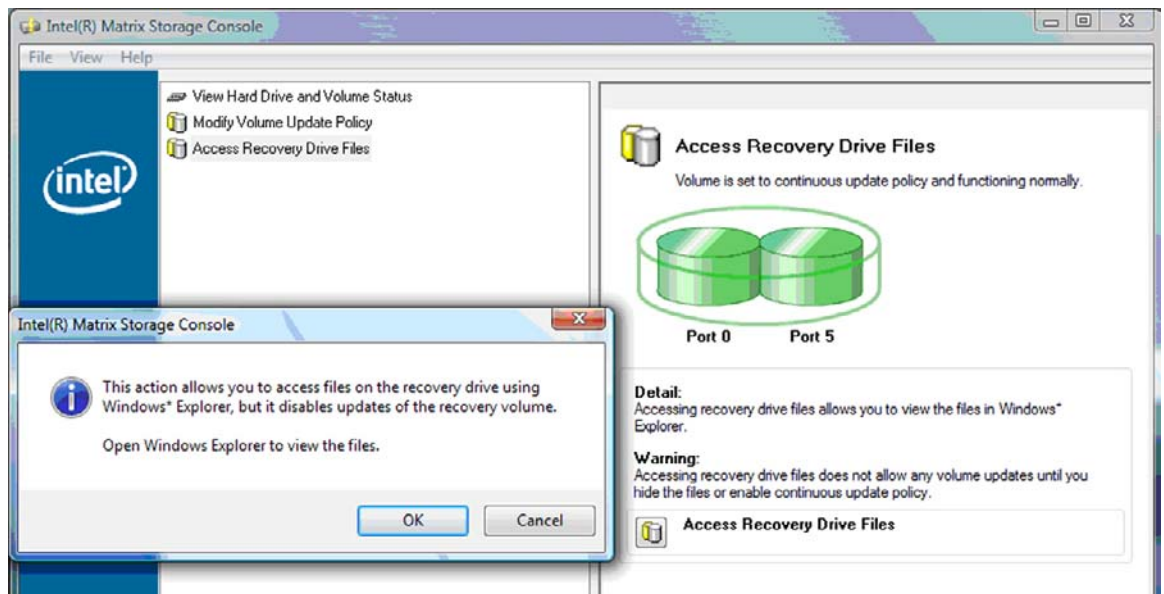 Intel(R) Matrix Storage Console
File View Help
intel
View Hard Drive and Volume Status
Modify Volume Update Policy
Access Recovery Drive Files
Access Recovery Drive Files
Volume is set to continuous update policy and functioning normally.
Port 0 Port 5
Detail:
Accessing recovery drive files allows you to view the files in Windows*
Explorer.
Warning:
Accessing recovery drive files does not allow any volume updates until you
hide the files or enable continuous update policy.
Access Recovery Drive Files
Intel(R) Matrix Storage Console
This action allows you to access files on the recovery drive using
Windows* Explorer, but it disables updates of the recovery volume.
Open Windows Explorer to view the files.
OK Cancel